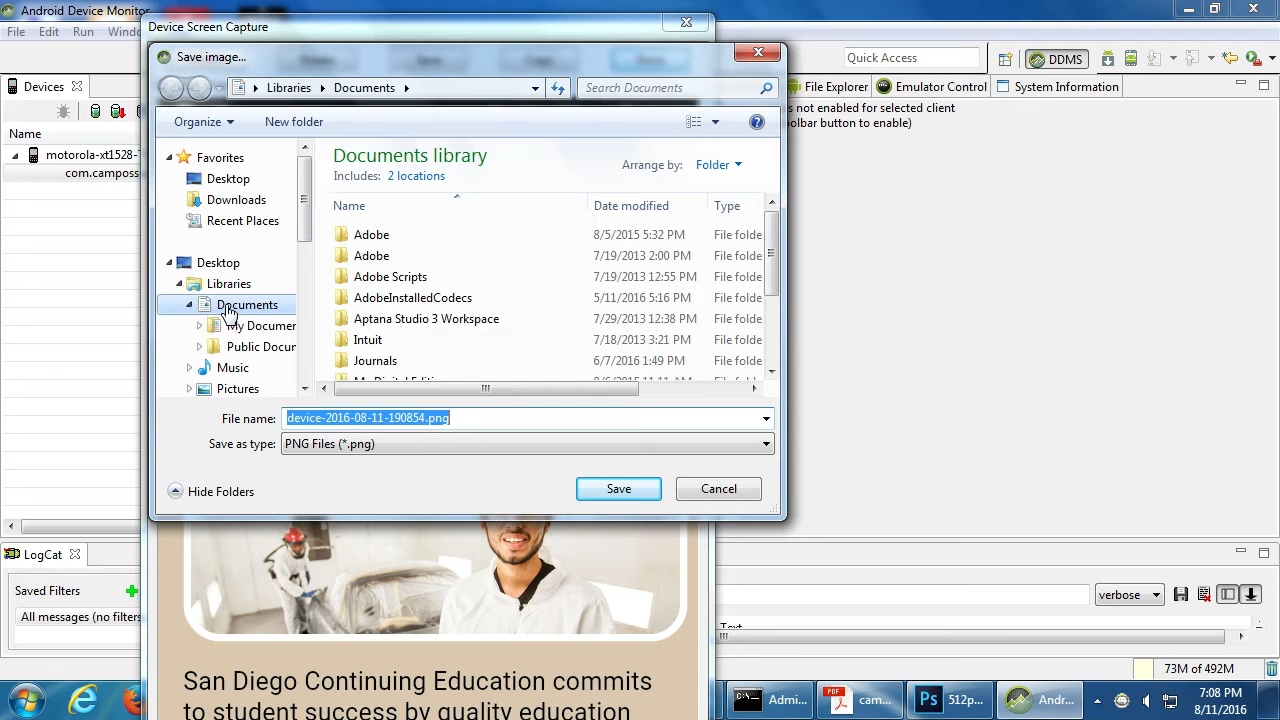 Android Device Monitor
File Edit Run Windo
Device Screen Capture
Save image...
Quick Access
DDMS
Devices
File Explorer
Emulator Control
System Information
Libraries
Documents
Search Documents
is not enabled for selected client
olbar button to enable)
Organize
New folder
Name
motorola-xt1528-
com.camposs
Favorites
Desktop
Downloads
Recent Places
Desktop
Libraries
Documents
My Documen
Public Docur
Music
Pictures
Documents library
Includes: 2 locations
Arrange by: Folder
Name Date modified Type
Adobe 8/5/2015 5:32 PM File folde
Adobe 7/19/2013 2:00 PM File folde
Adobe Scripts 7/19/2013 12:55 PM File folde
AdobeInstalledCodecs 5/11/2016 5:16 PM File folde
Aptana Studio 3 Workspace 7/29/2013 12:38 PM File folde
Intuit 7/18/2013 3:21 PM File folde
Journals 6/7/2016 1:49 PM File folde
File name: device-2016-08-11-190854.png
Save as type: PNG Files (*.png)
Hide Folders
Save
Cancel
LogCat
Saved Filters
All messages (no filters
verbose
Text
San Diego Continuing Education commits
to student success by quality education
73M of 492M
Admi...
PDF
cam...
Ps
512p...
Andr...
7:08 PM
8/11/2016